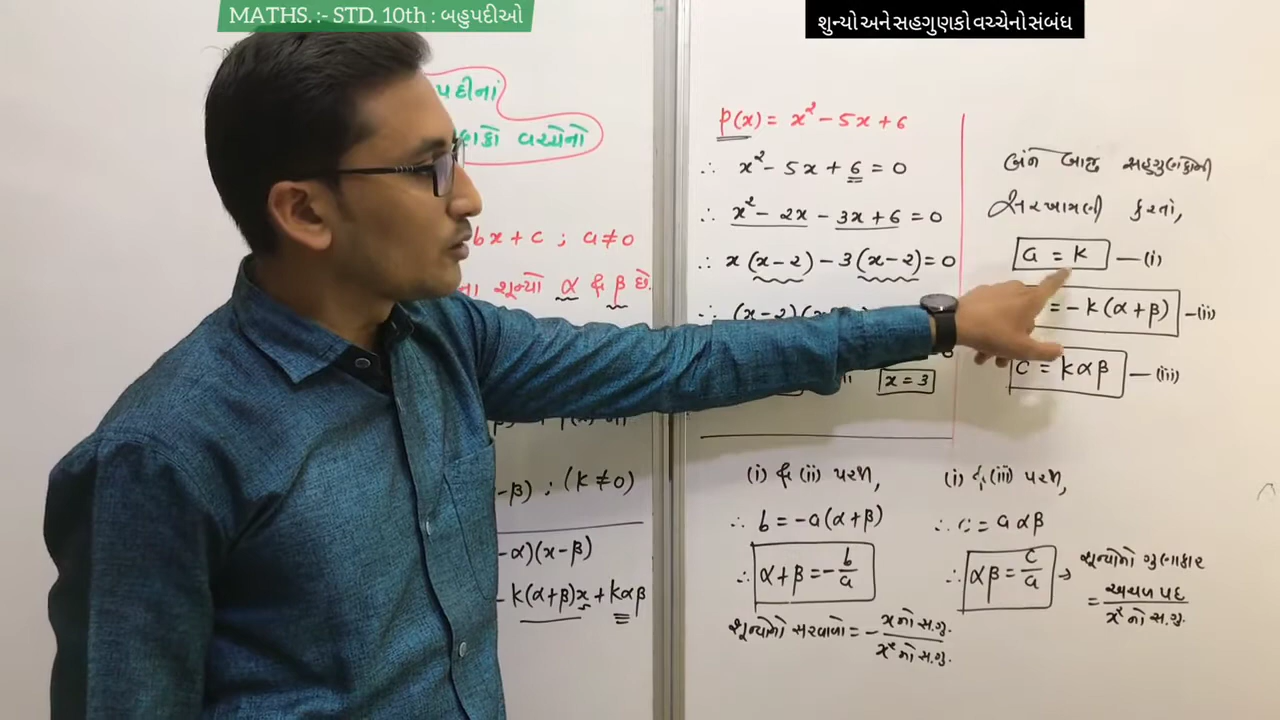 MATHS. :- STD. 10th : બહુપદીઓ
શુન્યો અને સહગુણકો વચ્ચેનો સંબંધ
પદીનાં
વચ્ચેનો
bx + c ; a ≠ 0
ના શૂન્યો α & β છે.
-β) ; (k ≠ 0)
-α)(x-β)
- k(α+β)x + kαβ
p(x) = x² - 5x + 6
∴ x² - 5x + 6 = 0
∴ x² - 2x - 3x + 6 = 0
∴ x(x-2) - 3(x-2) = 0
∴ (x-2)
x = 3
બંને બાજુ સહગુણકોની
સરખામણી કરતાં,
a = k —(i)
= -k(α+β) —(ii)
c = kαβ —(iii)
(i) & (ii) પરથી,
∴ b = -a(α+β)
∴ α+β = -b/a
શૂન્યોનો સરવાળો = - x નો સ.ગુ. / x² નો સ.ગુ.
(i) & (iii) પરથી,
∴ c = aαβ
∴ αβ = c/a → શૂન્યોનો ગુણાકાર
= અચળ પદ / x² નો સ.ગુ.